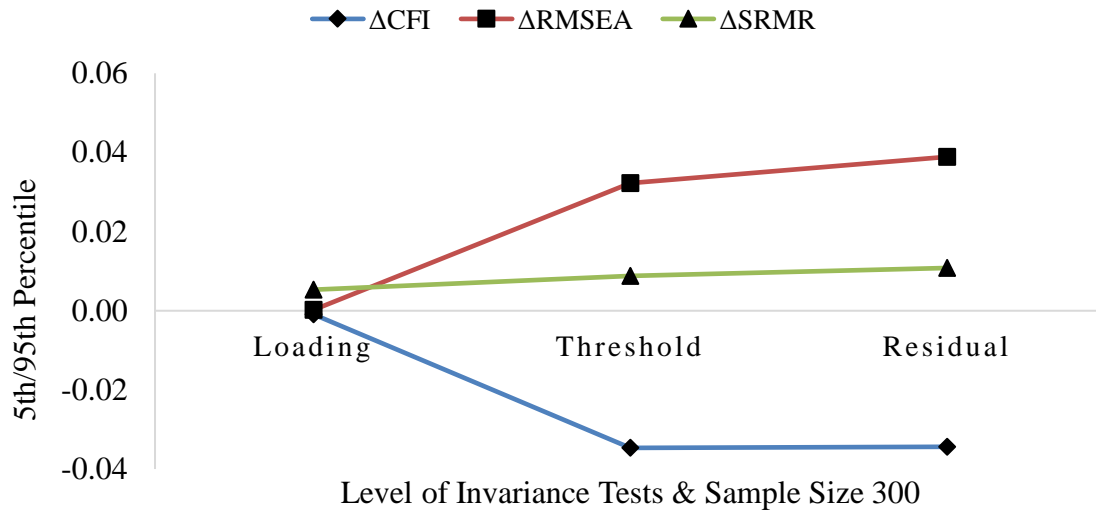 ΔCFI ΔRMSEA ΔSRMR
0.06
0.04
0.02
0.00
-0.02
-0.04
5th/95th Percentile
Loading Threshold Residual
Level of Invariance Tests & Sample Size 300